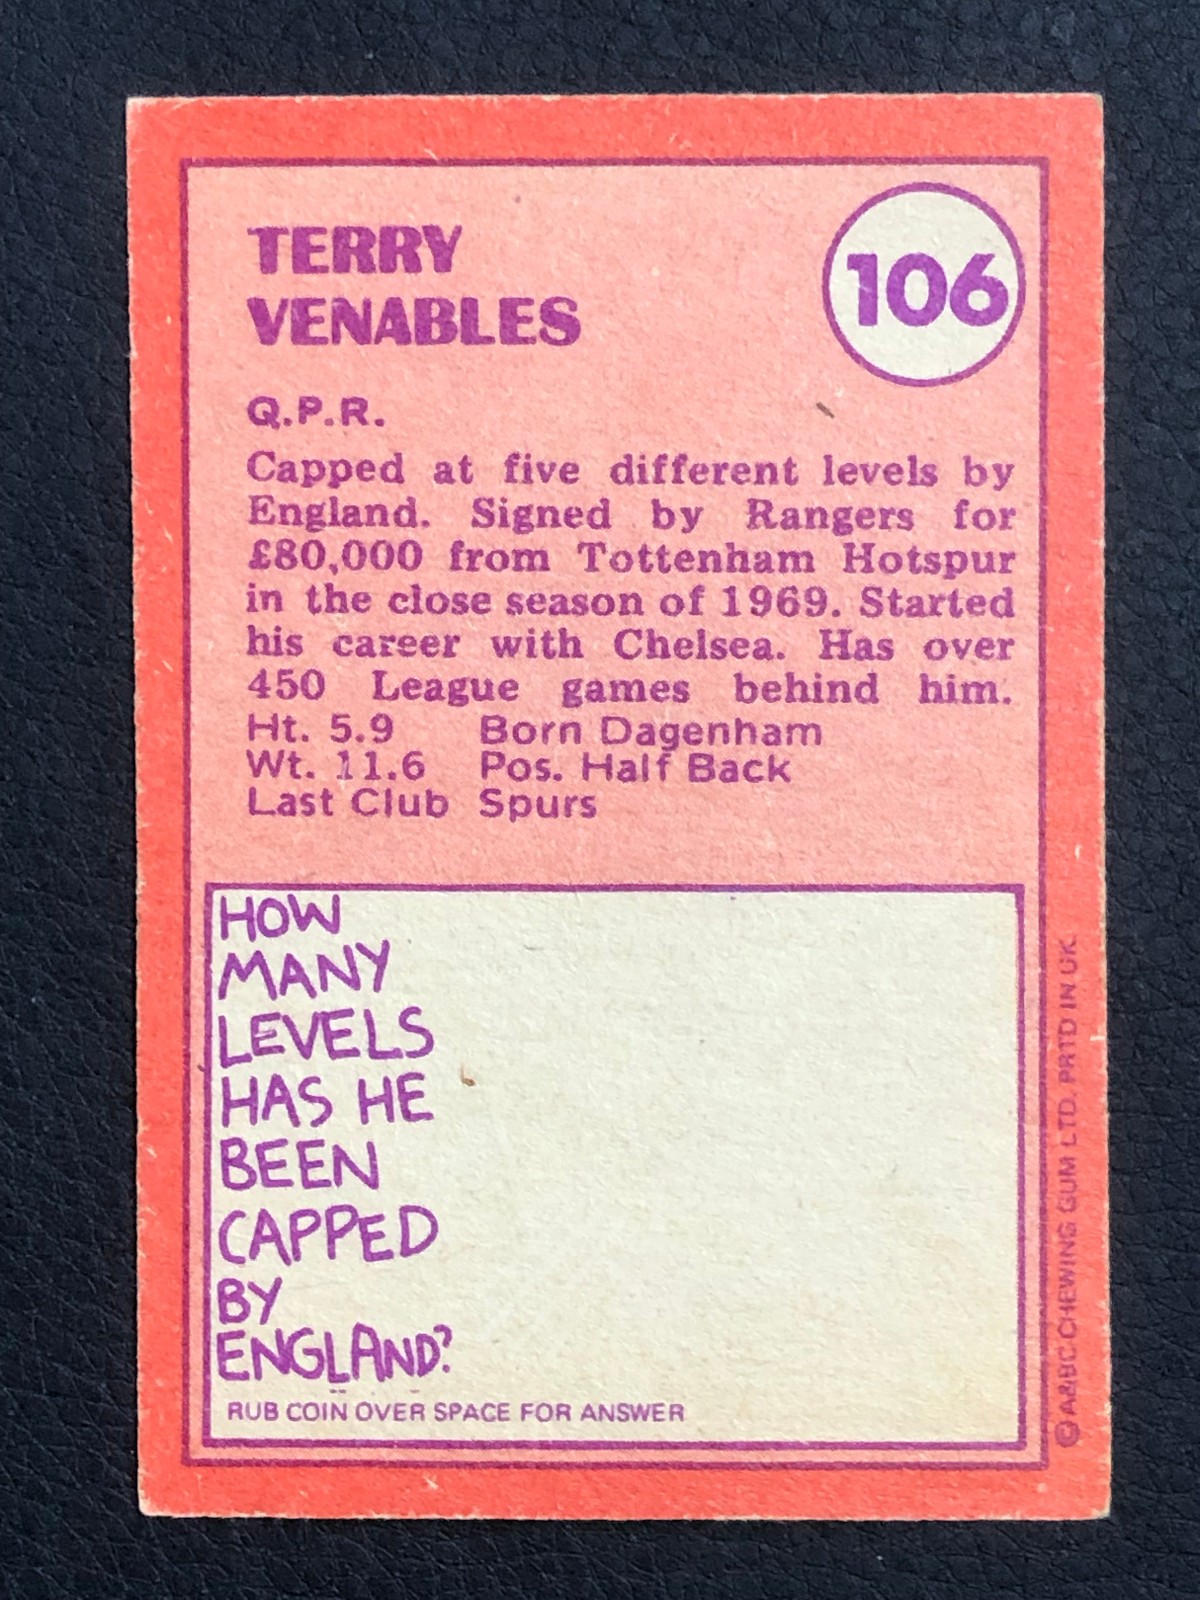 TERRY
VENABLES
106
Q.P.R.
Capped at five different levels by
England. Signed by Rangers for
£80,000 from Tottenham Hotspur
in the close season of 1969. Started
his career with Chelsea. Has over
450 League games behind him.
Ht. 5.9 Born Dagenham
Wt. 11.6 Pos. Half Back
Last Club Spurs
HOW
MANY
LEVELS
HAS HE
BEEN
CAPPED
BY
ENGLAND?
RUB COIN OVER SPACE FOR ANSWER
© A&BC CHEWING GUM LTD. PRTD IN UK.